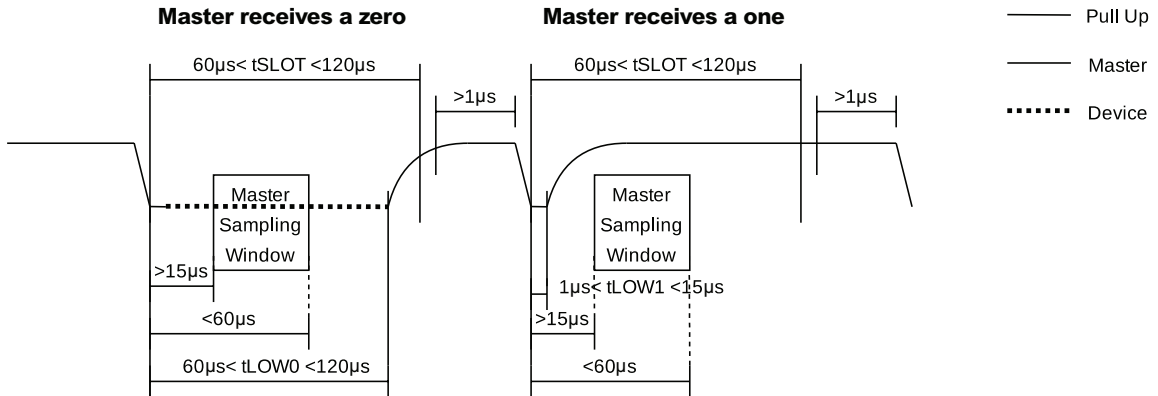 Master receives a zero
Master receives a one
Pull Up
Master
Device
60µs< tSLOT <120µs
60µs< tSLOT <120µs
>1µs
>1µs
Master
Sampling
Window
Master
Sampling
Window
>15µs
1µs< tLOW1 <15µs
<60µs
>15µs
60µs< tLOW0 <120µs
<60µs